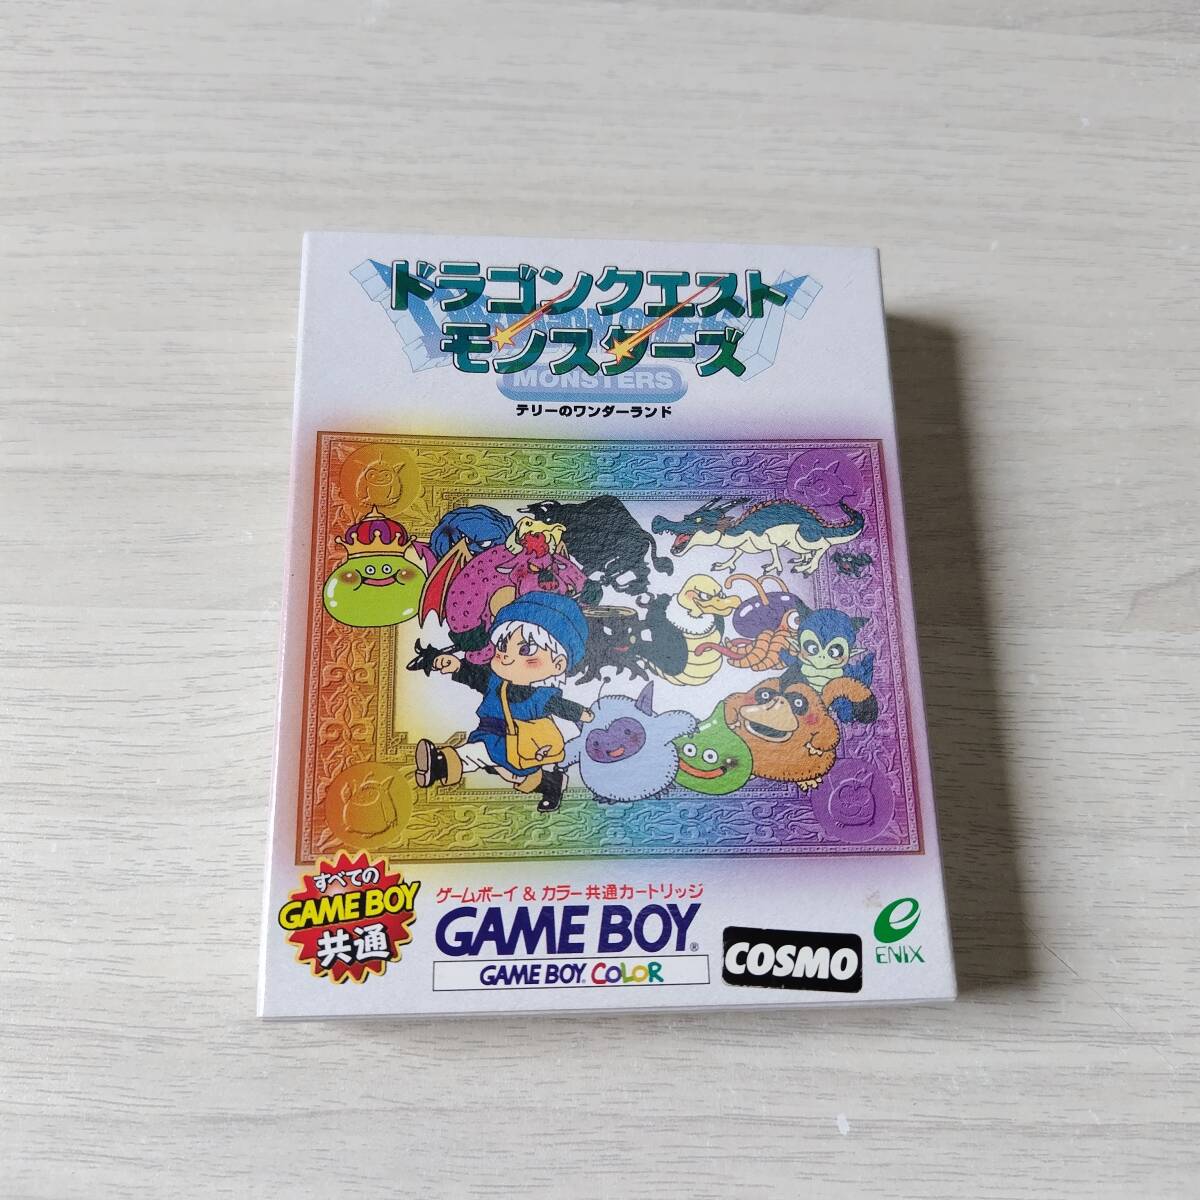 ドラゴンクエスト
モンスターズ
MONSTERS
テリーのワンダーランド
すべての
GAME BOY
共通
ゲームボーイ & カラー共通カートリッジ
GAME BOY®
GAME BOY COLOR
COSMO
e
ENIX